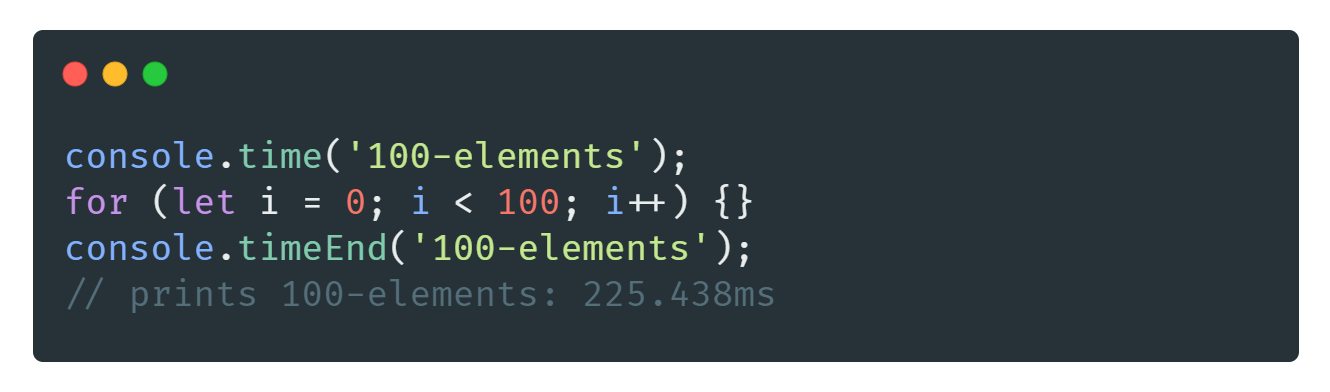 console.time('100-elements');
for (let i = 0; i < 100; i++) {}
console.timeEnd('100-elements');
// prints 100-elements: 225.438ms